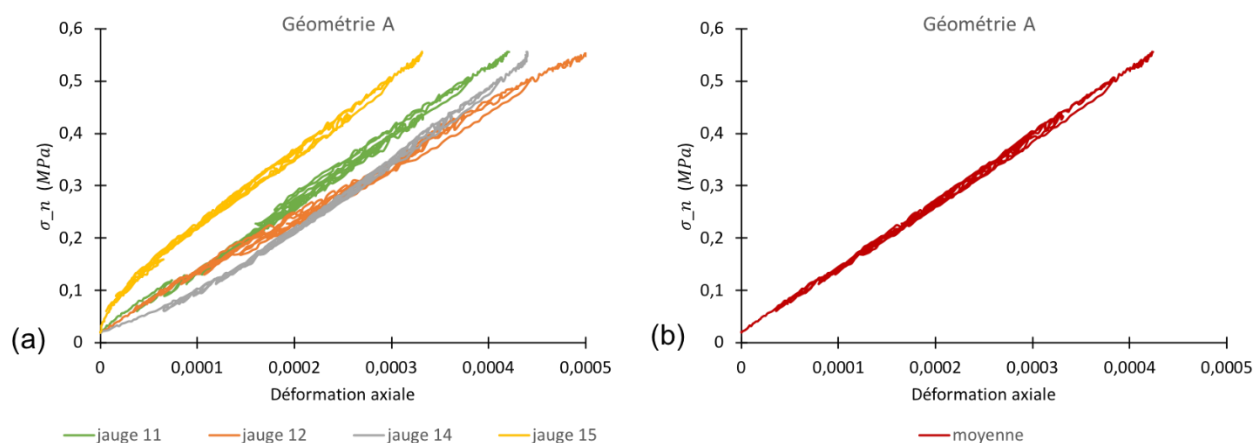 Géométrie A
0,6
0,5
0,4
0,3
0,2
0,1
0
σ_n (MPa)
0 0,0001 0,0002 0,0003 0,0004 0,0005
Déformation axiale
(a)
jauge 11 jauge 12 jauge 14 jauge 15
Géométrie A
0,6
0,5
0,4
0,3
0,2
0,1
0
σ_n (MPa)
0 0,0001 0,0002 0,0003 0,0004 0,0005
Déformation axiale
(b)
moyenne